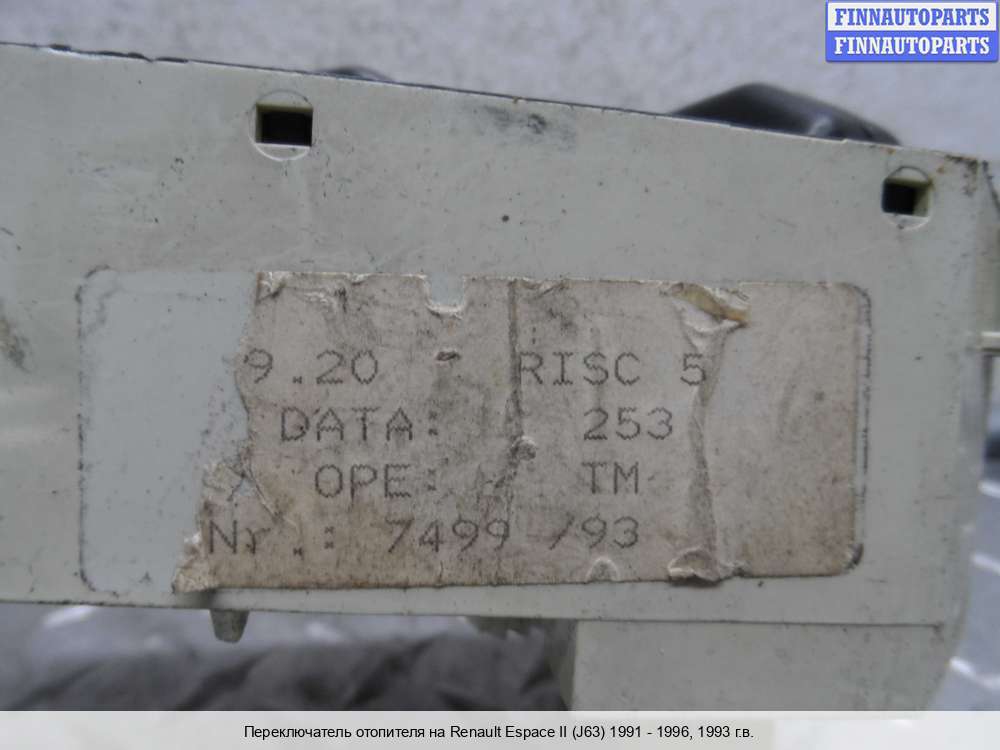 FINNAUTOPARTS
FINNAUTOPARTS
9.20 - RISC 5
DATA: 253
OPE: TM
Nr.: 7499 /93
Переключатель отопителя на Renault Espace II (J63) 1991 - 1996, 1993 г.в.